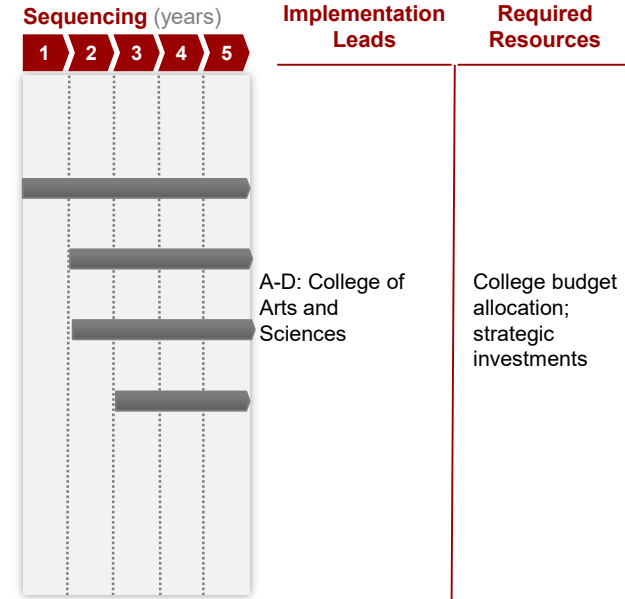 Sequencing (years)
1 2 3 4 5
Implementation
Leads
Required
Resources
A-D: College of
Arts and
Sciences
College budget
allocation;
strategic
investments